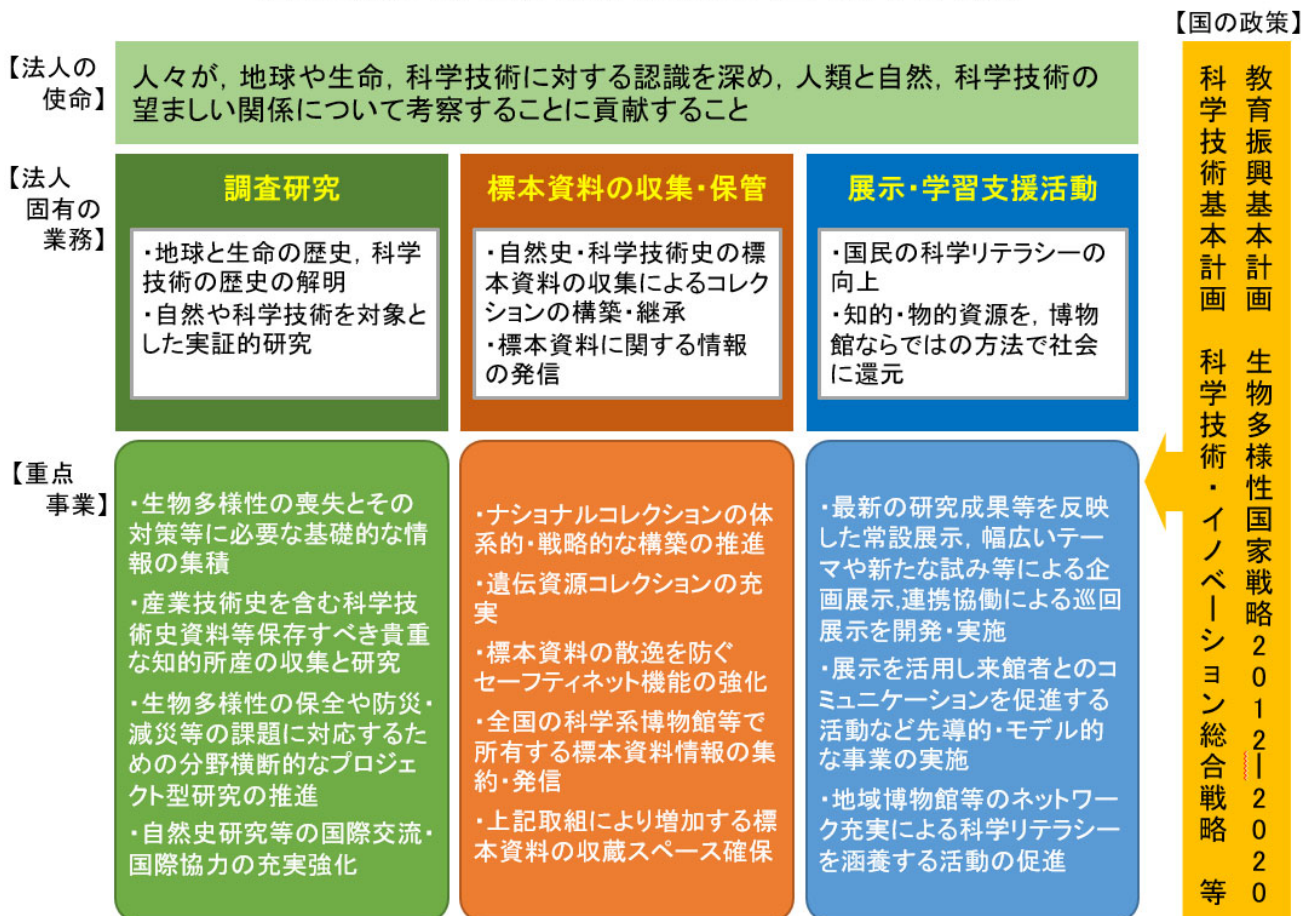 【国の政策】
【法人の
使命】
人々が，地球や生命，科学技術に対する認識を深め，人類と自然，科学技術の
望ましい関係について考察することに貢献すること
【法人
固有の
業務】
調査研究
・地球と生命の歴史，科学
技術の歴史の解明
・自然や科学技術を対象と
した実証的研究
標本資料の収集・保管
・自然史・科学技術史の標
本資料の収集によるコレク
ションの構築・継承
・標本資料に関する情報
の発信
展示・学習支援活動
・国民の科学リテラシーの
向上
・知的・物的資源を，博物
館ならではの方法で社会
に還元
【重点
事業】
・生物多様性の喪失とその
対策等に必要な基礎的な情
報の集積
・産業技術史を含む科学技
術史資料等保存すべき貴重
な知的所産の収集と研究
・生物多様性の保全や防災・
減災等の課題に対応するた
めの分野横断的なプロジェ
クト型研究の推進
・自然史研究等の国際交流・
国際協力の充実強化
・ナショナルコレクションの体
系的・戦略的な構築の推進
・遺伝資源コレクションの充
実
・標本資料の散逸を防ぐ
セーフティネット機能の強化
・全国の科学系博物館等で
所有する標本資料情報の集
約・発信
・上記取組により増加する標
本資料の収蔵スペース確保
・最新の研究成果等を反映
した常設展示，幅広いテー
マや新たな試み等による企
画展示,連携協働による巡回
展示を開発・実施
・展示を活用し来館者とのコ
ミュニケーションを促進する
活動など先導的・モデル的
な事業の実施
・地域博物館等のネットワー
ク充実による科学リテラシー
を涵養する活動の促進
教育振興基本計画　生物多様性国家戦略２０１２―２０２０
科学技術基本計画　科学技術・イノベーション総合戦略　等